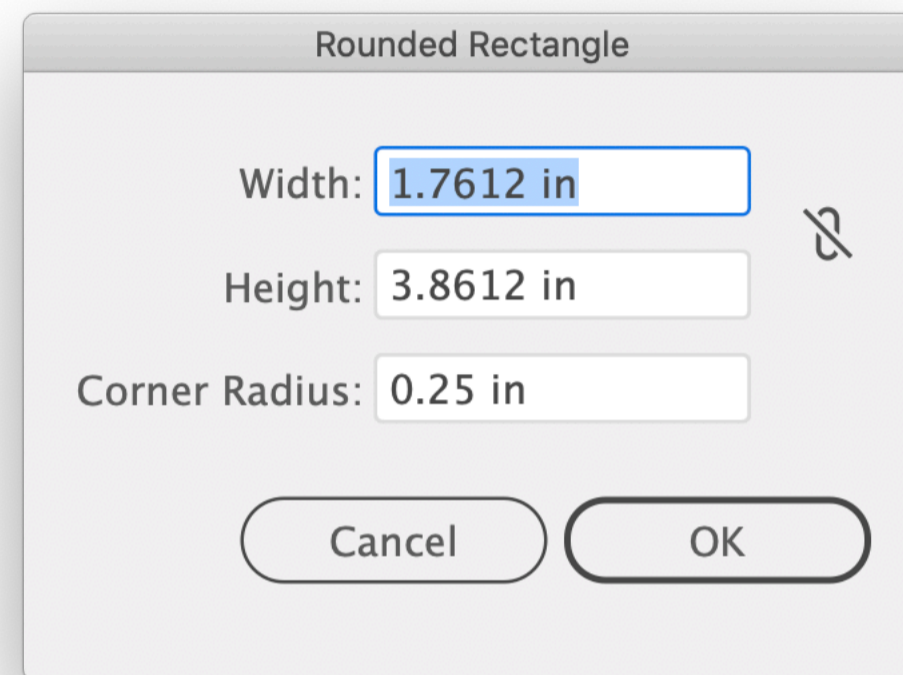 Rounded Rectangle
Width: 1.7612 in
Height: 3.8612 in
Corner Radius: 0.25 in
Cancel OK